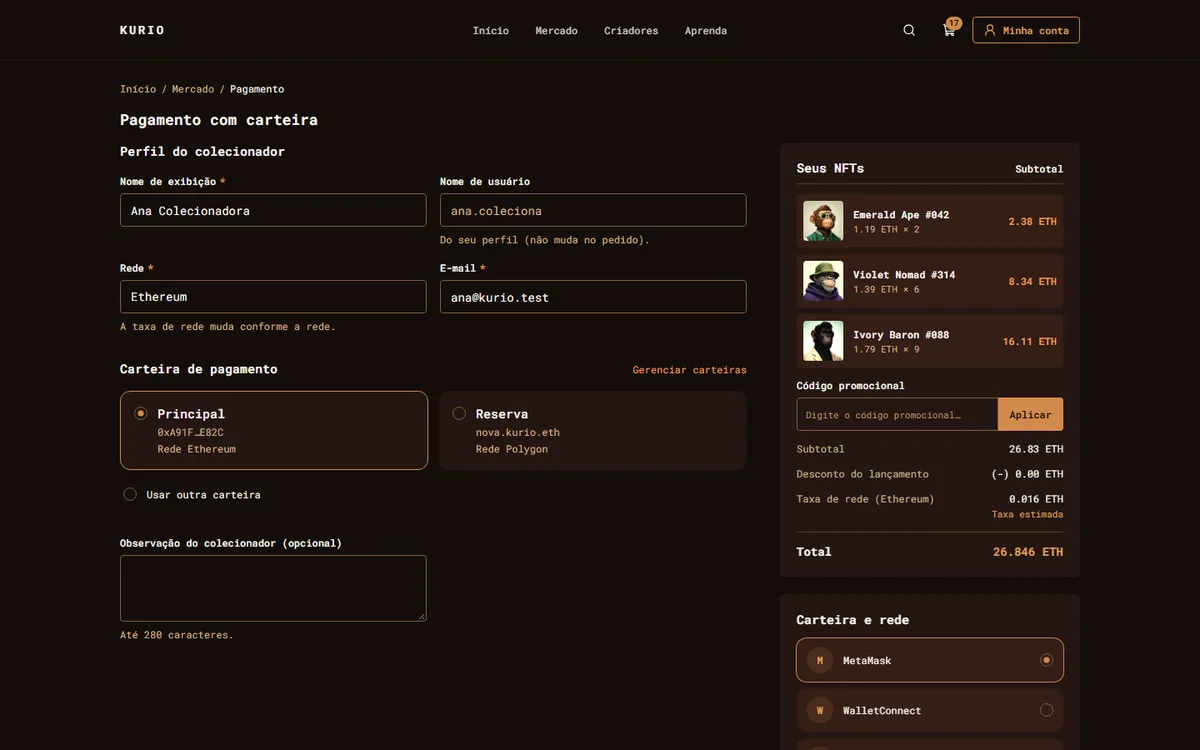 KURIO
Início
Mercado
Criadores
Aprenda
17
Minha conta
Início / Mercado / Pagamento
Pagamento com carteira
Perfil do colecionador
Nome de exibição *
Ana Colecionadora
Nome de usuário
ana.coleciona
Do seu perfil (não muda no pedido).
Rede *
Ethereum
A taxa de rede muda conforme a rede.
E-mail *
ana@kurio.test
Carteira de pagamento
Gerenciar carteiras
Principal
0xA91F…E82C
Rede Ethereum
Reserva
nova.kurio.eth
Rede Polygon
Usar outra carteira
Observação do colecionador (opcional)
Até 280 caracteres.
Seus NFTs
Subtotal
Emerald Ape #042
1.19 ETH × 2
2.38 ETH
Violet Nomad #314
1.39 ETH × 6
8.34 ETH
Ivory Baron #088
1.79 ETH × 9
16.11 ETH
Código promocional
Digite o código promocional…
Aplicar
Subtotal
26.83 ETH
Desconto do lançamento
(-) 0.00 ETH
Taxa de rede (Ethereum)
0.016 ETH
Taxa estimada
Total
26.846 ETH
Carteira e rede
M
MetaMask
W
WalletConnect